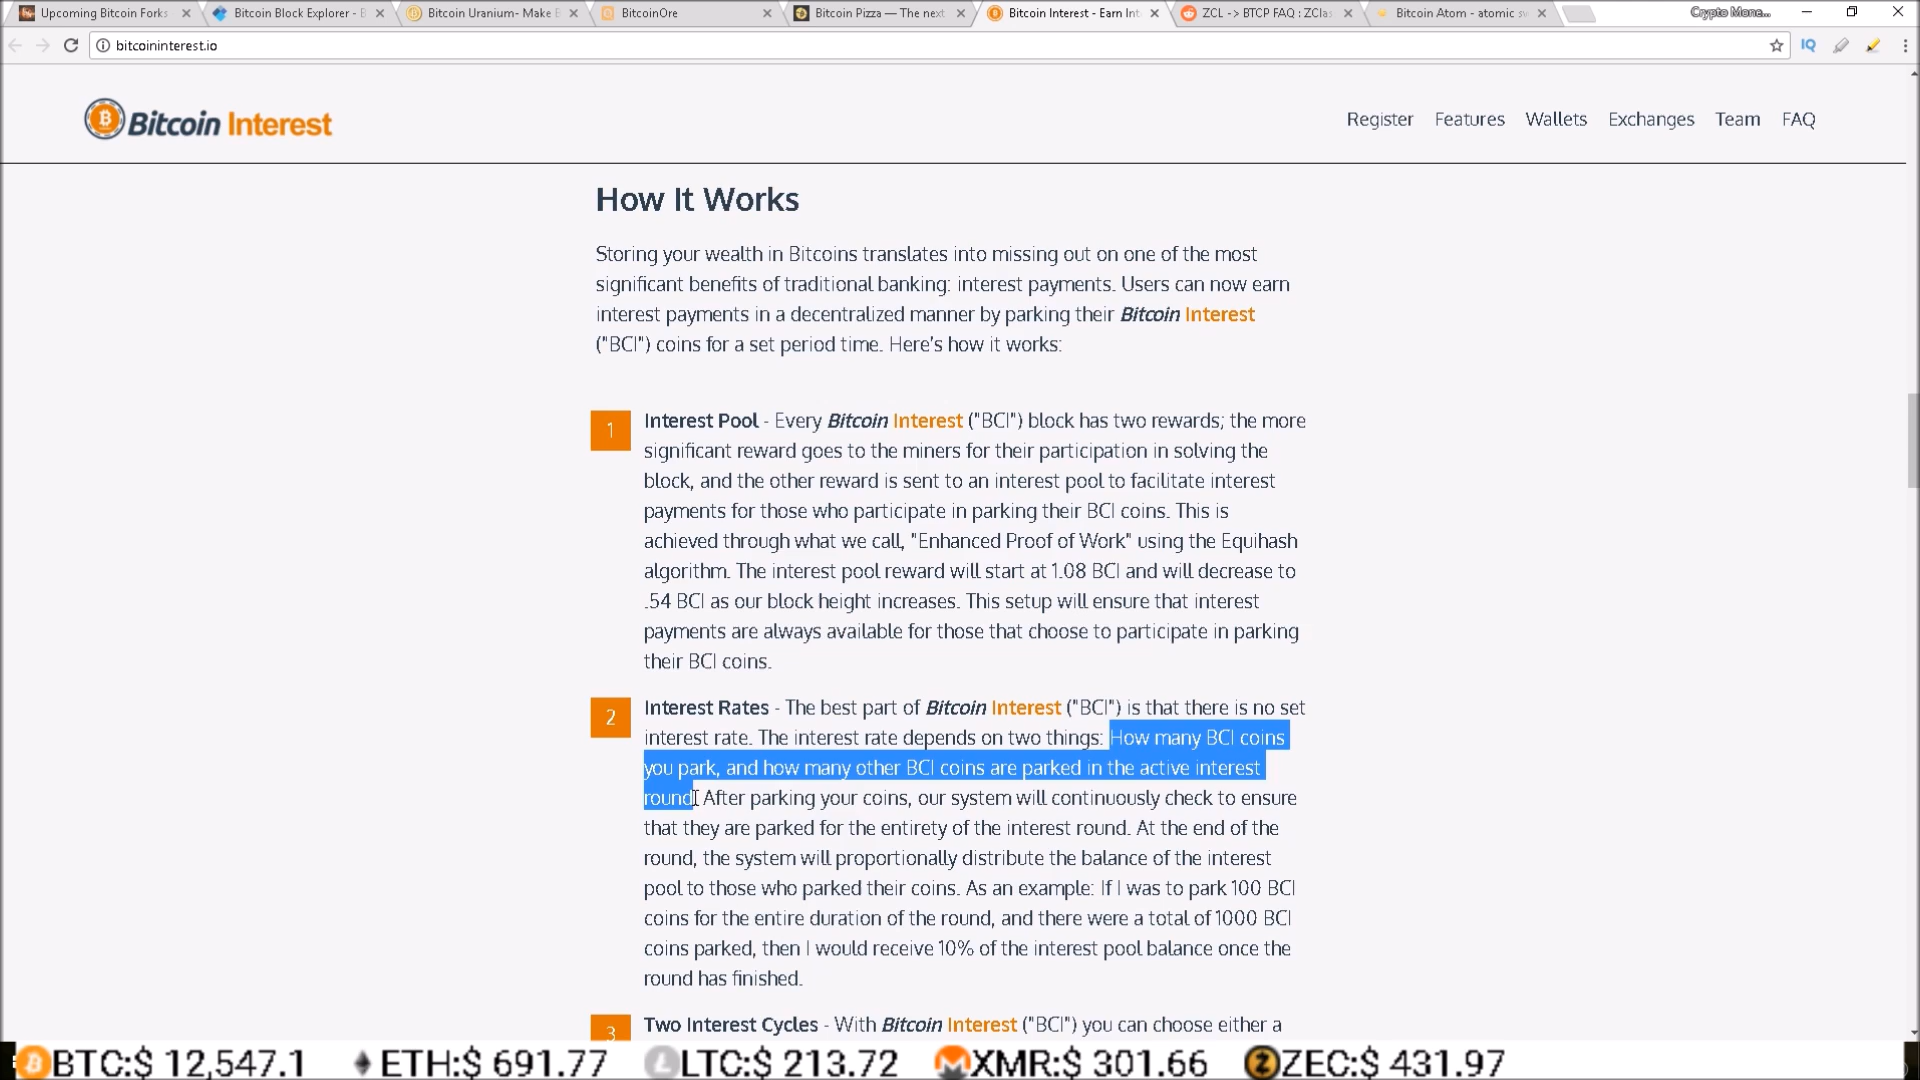 Upcoming Bitcoin Forks
Bitcoin Block Explorer - B
Bitcoin Uranium- Make B
BitcoinOre
Bitcoin Pizza — The next
Bitcoin Interest - Earn Int
ZCL -> BTCP FAQ : ZClas
Bitcoin Atom - atomic sw
Crypto Mone...
bitcoininterest.io
IQ
Bitcoin Interest
Register Features Wallets Exchanges Team FAQ
How It Works
Storing your wealth in Bitcoins translates into missing out on one of the most
significant benefits of traditional banking: interest payments. Users can now earn
interest payments in a decentralized manner by parking their Bitcoin Interest
("BCI") coins for a set period time. Here's how it works:
1
Interest Pool - Every Bitcoin Interest ("BCI") block has two rewards; the more
significant reward goes to the miners for their participation in solving the
block, and the other reward is sent to an interest pool to facilitate interest
payments for those who participate in parking their BCI coins. This is
achieved through what we call, "Enhanced Proof of Work" using the Equihash
algorithm. The interest pool reward will start at 1.08 BCI and will decrease to
.54 BCI as our block height increases. This setup will ensure that interest
payments are always available for those that choose to participate in parking
their BCI coins.
2
Interest Rates - The best part of Bitcoin Interest ("BCI") is that there is no set
interest rate. The interest rate depends on two things: How many BCI coins
you park, and how many other BCI coins are parked in the active interest
round. After parking your coins, our system will continuously check to ensure
that they are parked for the entirety of the interest round. At the end of the
round, the system will proportionally distribute the balance of the interest
pool to those who parked their coins. As an example: If I was to park 100 BCI
coins for the entire duration of the round, and there were a total of 1000 BCI
coins parked, then I would receive 10% of the interest pool balance once the
round has finished.
3
Two Interest Cycles - With Bitcoin Interest ("BCI") you can choose either a
BTC:$ 12,547.1 ETH:$ 691.77 LTC:$ 213.72 XMR:$ 301.66 ZEC:$ 431.97